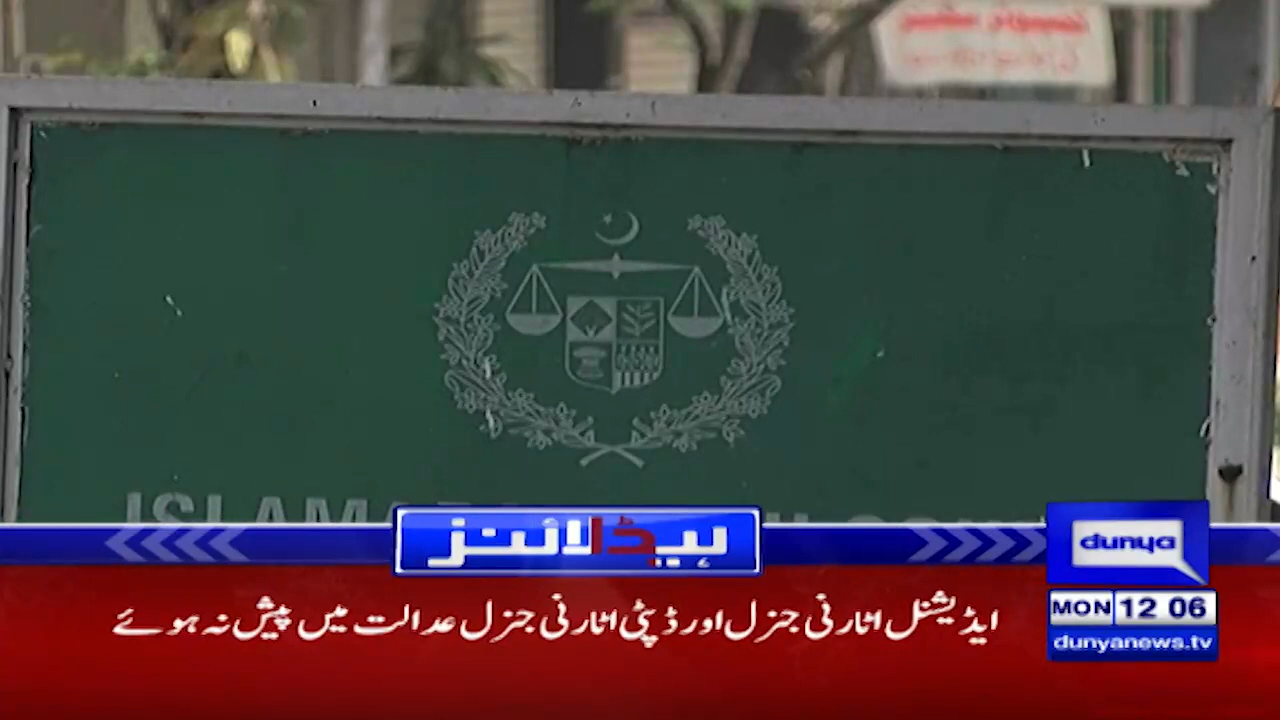 ISLAMA
ہیڈلائنز
dunya
ایڈیشنل اٹارنی جنرل اور ڈپٹی اٹارنی جنرل عدالت میں پیش نہ ہوئے
MON 12 06
dunyanews.tv